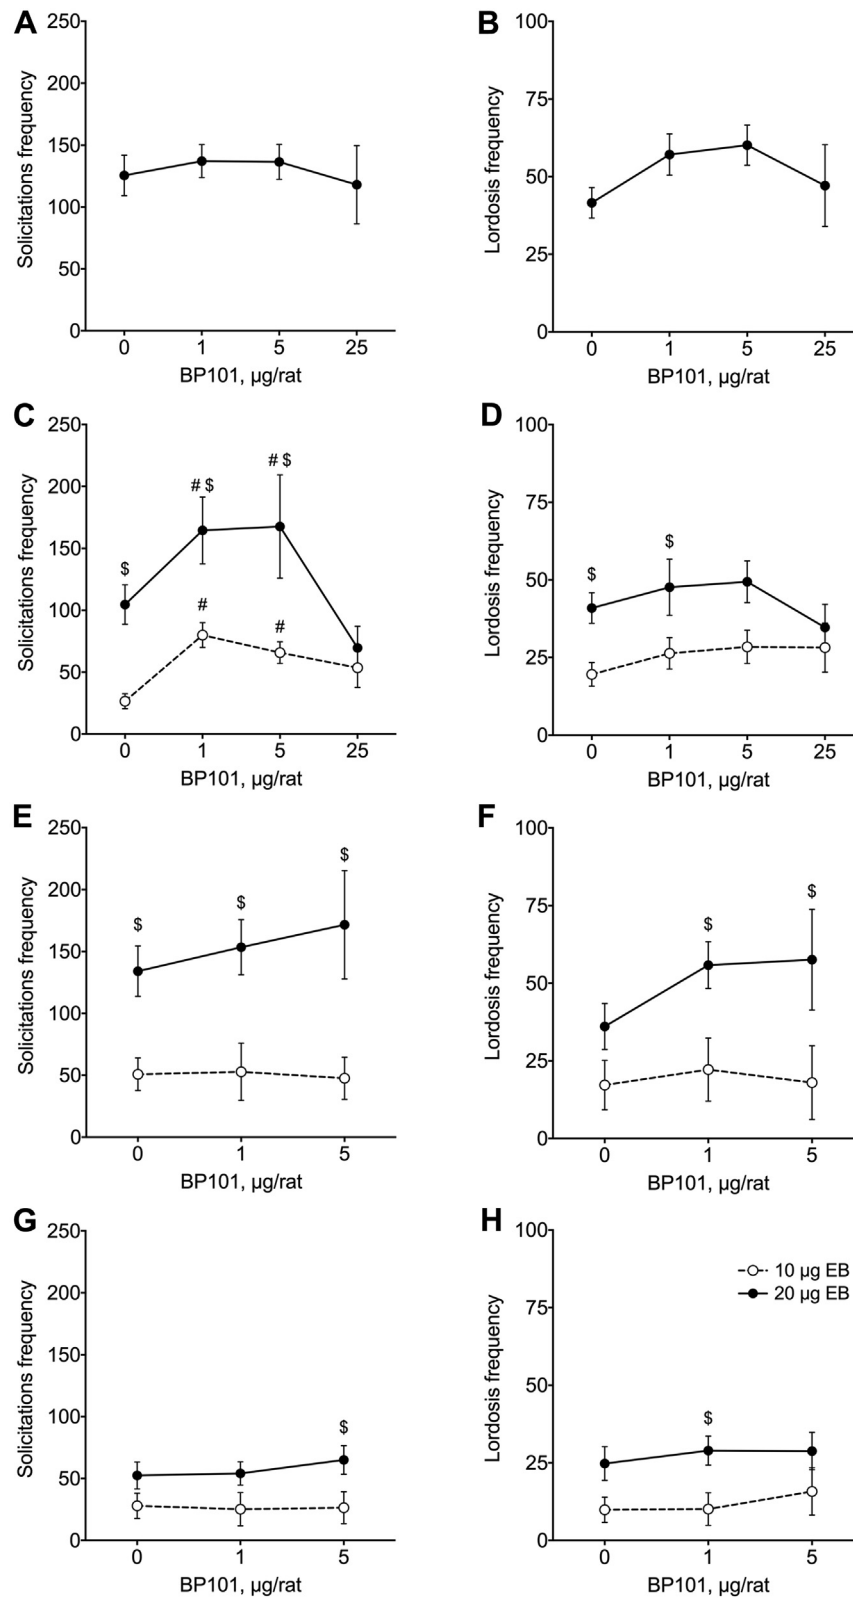 A
250
200
150
100
50
0
Solicitations frequency
0 1 5 25
BP101, µg/rat
B
100
75
50
25
0
Lordosis frequency
0 1 5 25
BP101, µg/rat
C
250
200
150
100
50
0
Solicitations frequency
$
# $
# $
#
#
0 1 5 25
BP101, µg/rat
D
100
75
50
25
0
Lordosis frequency
$
$
0 1 5 25
BP101, µg/rat
E
250
200
150
100
50
0
Solicitations frequency
$
$
$
0 1 5
BP101, µg/rat
F
100
75
50
25
0
Lordosis frequency
$
$
0 1 5
BP101, µg/rat
G
250
200
150
100
50
0
Solicitations frequency
$
0 1 5
BP101, µg/rat
H
100
75
50
25
0
Lordosis frequency
10 µg EB
20 µg EB
$
0 1 5
BP101, µg/rat